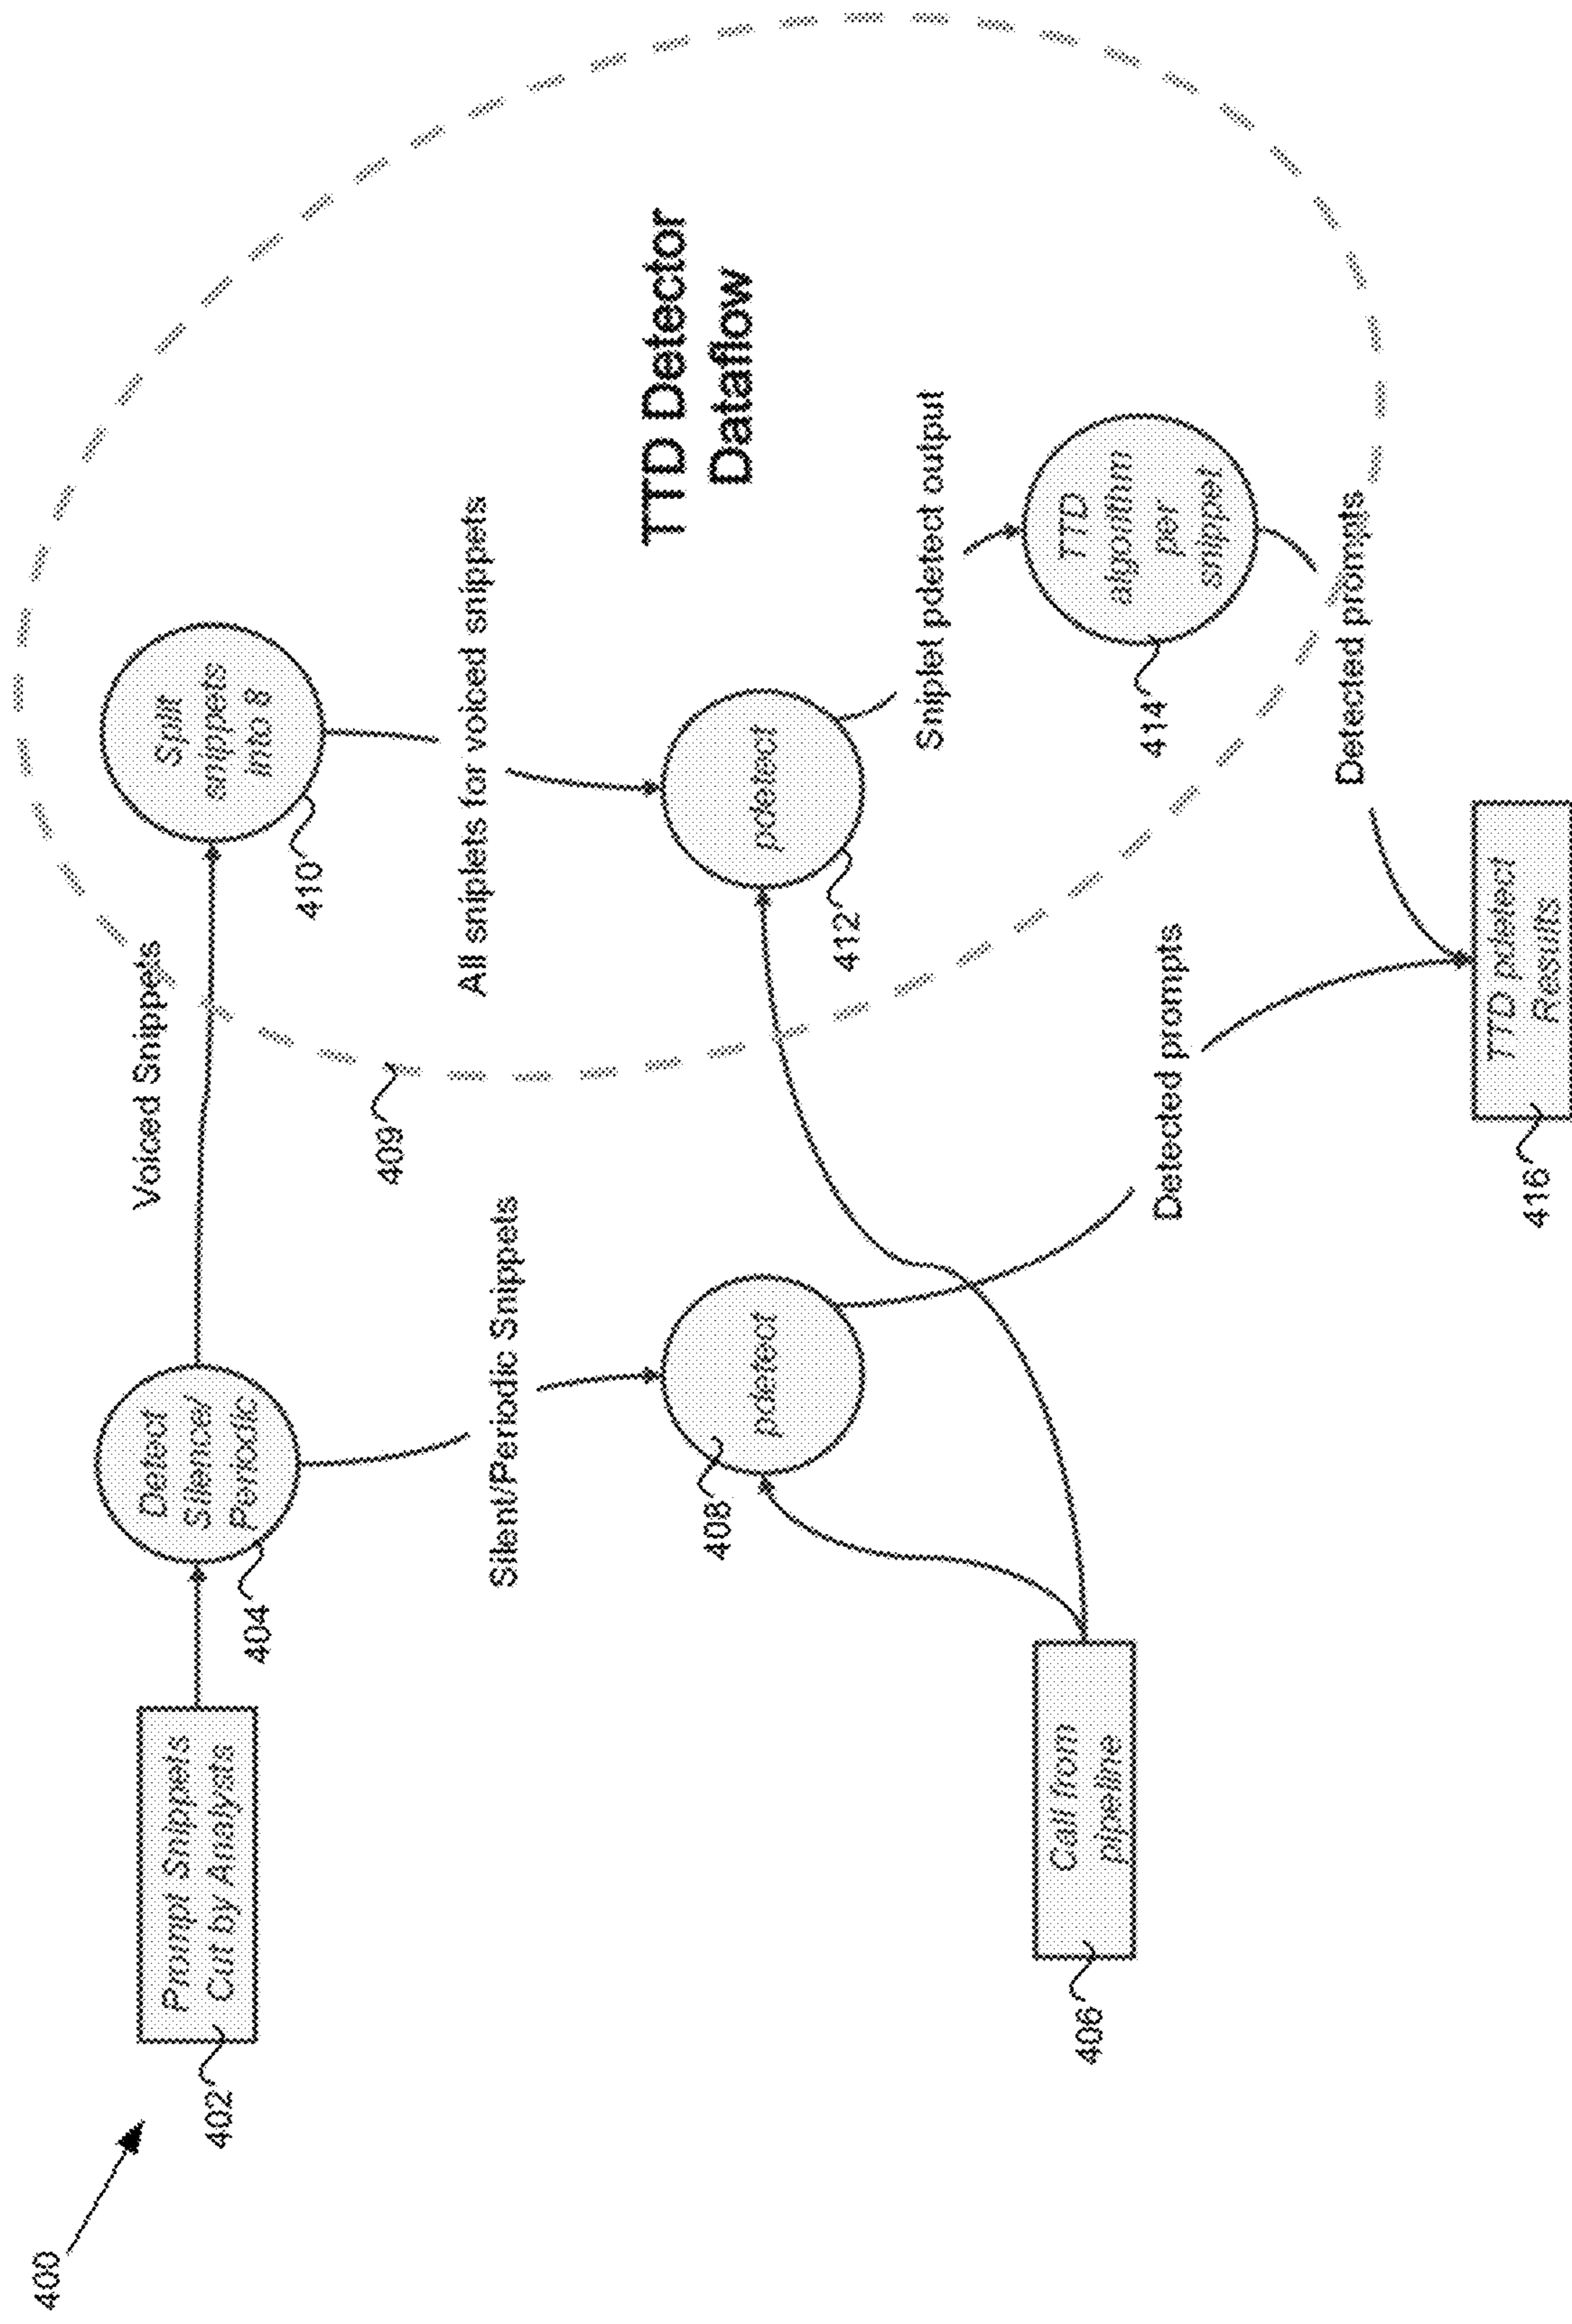 400
402
Prompt Snippets
Cut by Analysts
404
Detect
Silence/
Periodic
Voiced Snippets
410
Split
snippets
into 8
409
Silent/Periodic Snippets
All sniplets for voiced snippets
TTD Detector
Dataflow
408
pdetect
412
pdetect
Sniplet pdetect output
406
Call from
pipeline
414
TTD
algorithm
per
snippet
Detected prompts
Detected prompts
416
TTD pdetect
Results